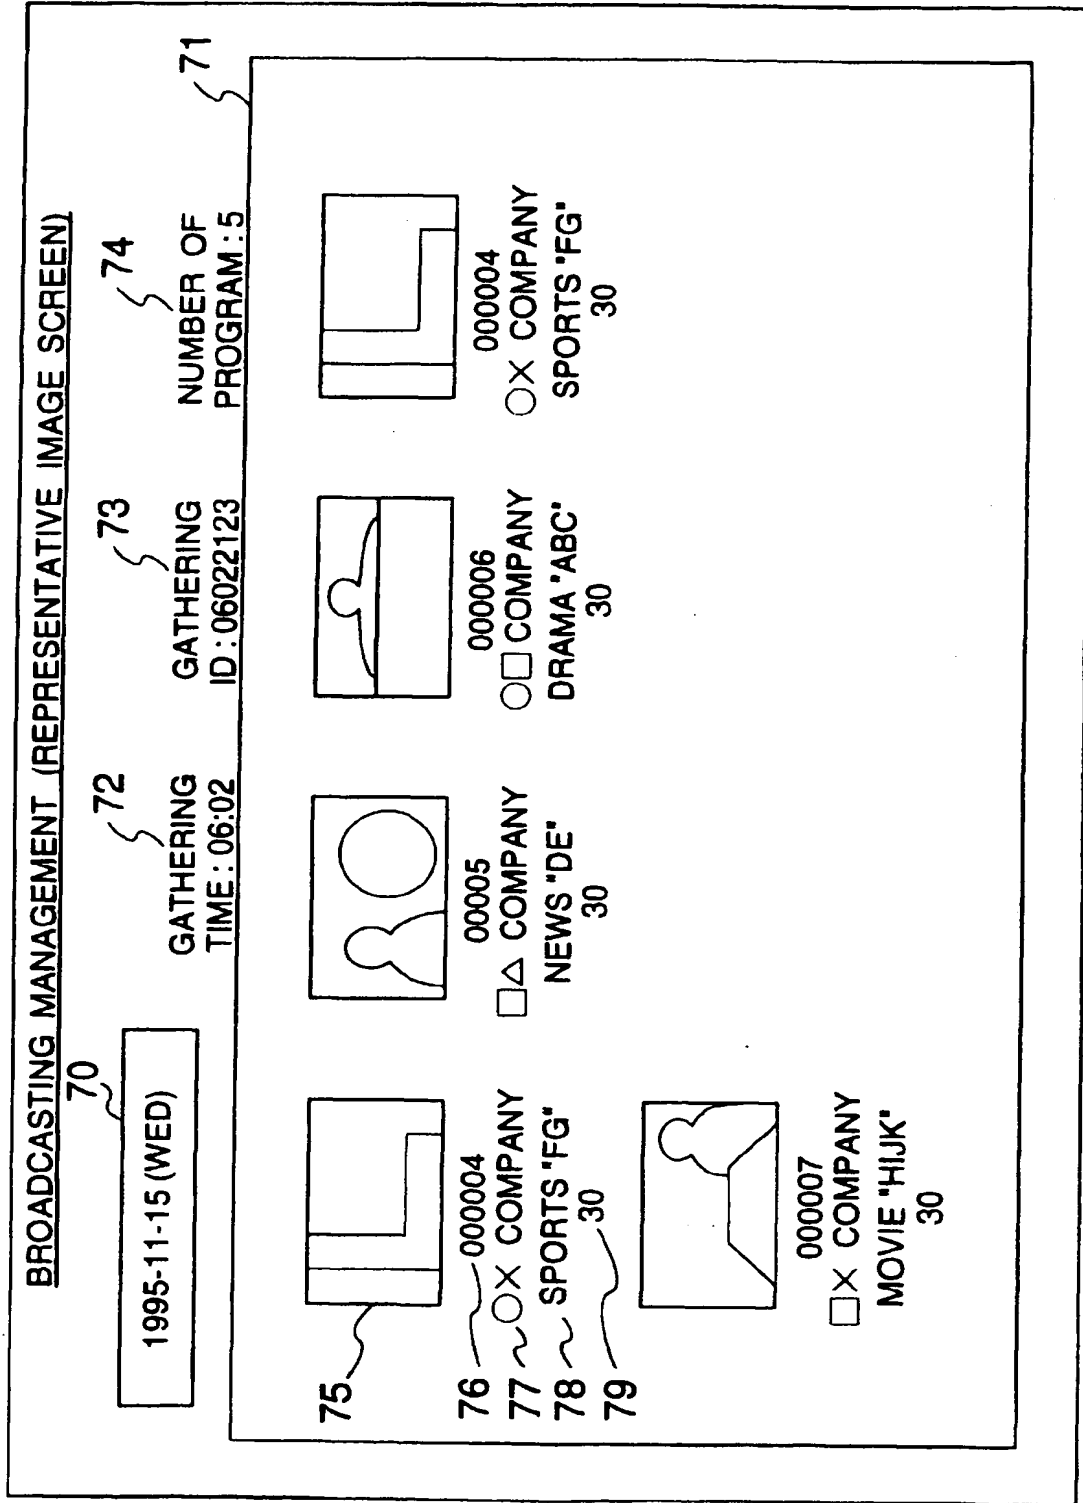 BROADCASTING MANAGEMENT (REPRESENTATIVE IMAGE SCREEN)
70
1995-11-15 (WED)
72
GATHERING
TIME : 06:02
73
GATHERING
ID : 06022123
74
NUMBER OF
PROGRAM : 5
71
75
76
000004
77
○× COMPANY
78
SPORTS "FG"
79
30
00005
□△ COMPANY
NEWS "DE"
30
000006
○□ COMPANY
DRAMA "ABC"
30
000004
○× COMPANY
SPORTS "FG"
30
000007
□× COMPANY
MOVIE "HIJK"
30